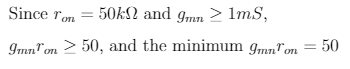 Since r_on = 50kΩ and g_mn ≥ 1mS,
g_mn r_on ≥ 50, and the minimum g_mn r_on = 50